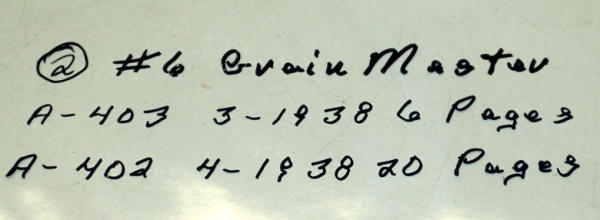 ② #6 Grain Master
A-403 3-1938 6 Pages
A-402 4-1938 20 Pages